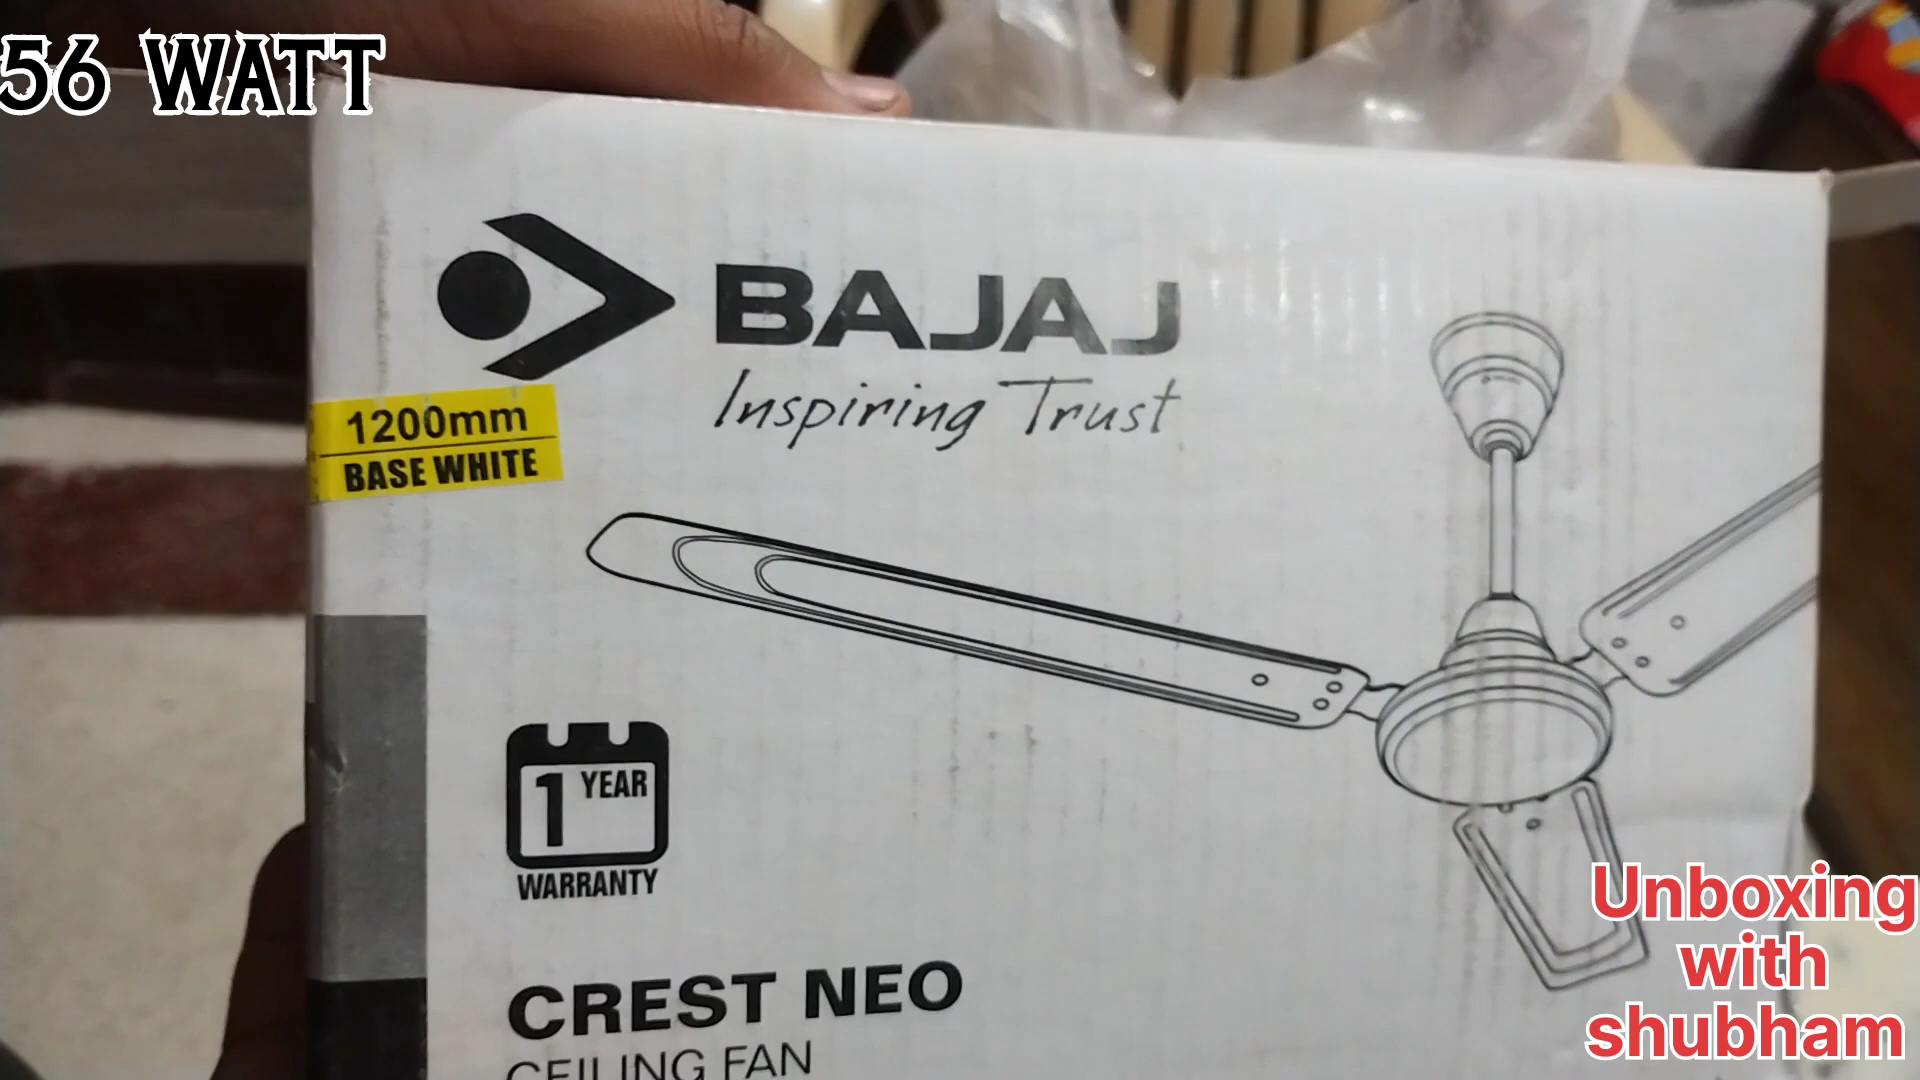 56 WATT
BAJAJ
Inspiring Trust
1200mm
BASE WHITE
1 YEAR
WARRANTY
CREST NEO
CEILING FAN
Unboxing
with
shubham